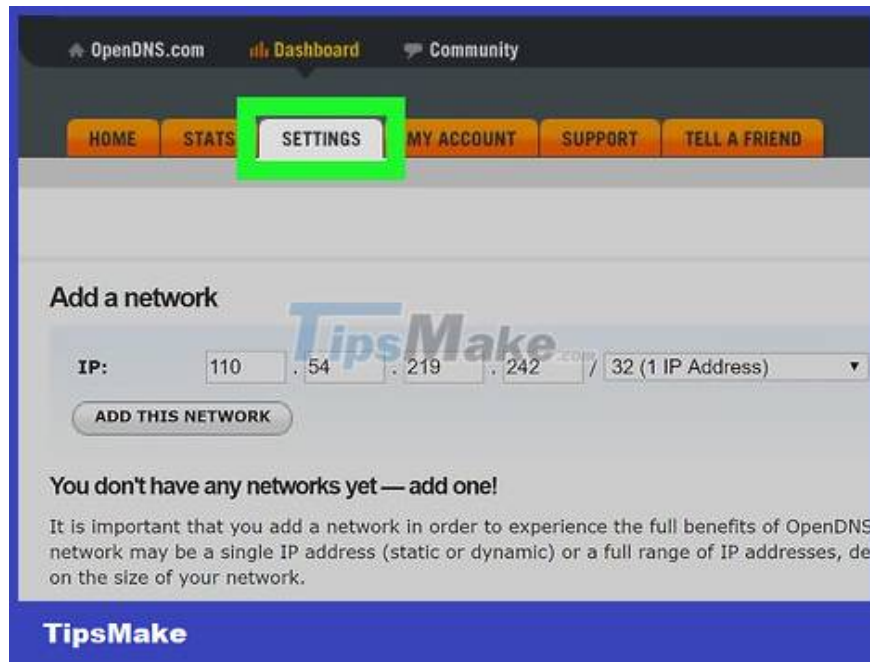 OpenDNS.com Dashboard Community
HOME STATS SETTINGS MY ACCOUNT SUPPORT TELL A FRIEND
Add a network
TipsMake.com
IP: 110 . 54 . 219 . 242 / 32 (1 IP Address)
ADD THIS NETWORK
You don't have any networks yet — add one!
It is important that you add a network in order to experience the full benefits of OpenDNS
network may be a single IP address (static or dynamic) or a full range of IP addresses, de
on the size of your network.
TipsMake